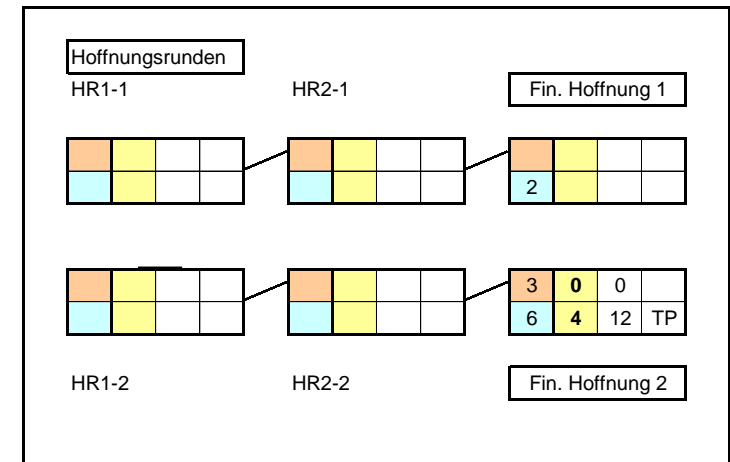 Hoffnungsrunden
HR1-1 HR2-1 Fin. Hoffnung 1
2
3 0 0
6 4 12 TP
HR1-2 HR2-2 Fin. Hoffnung 2